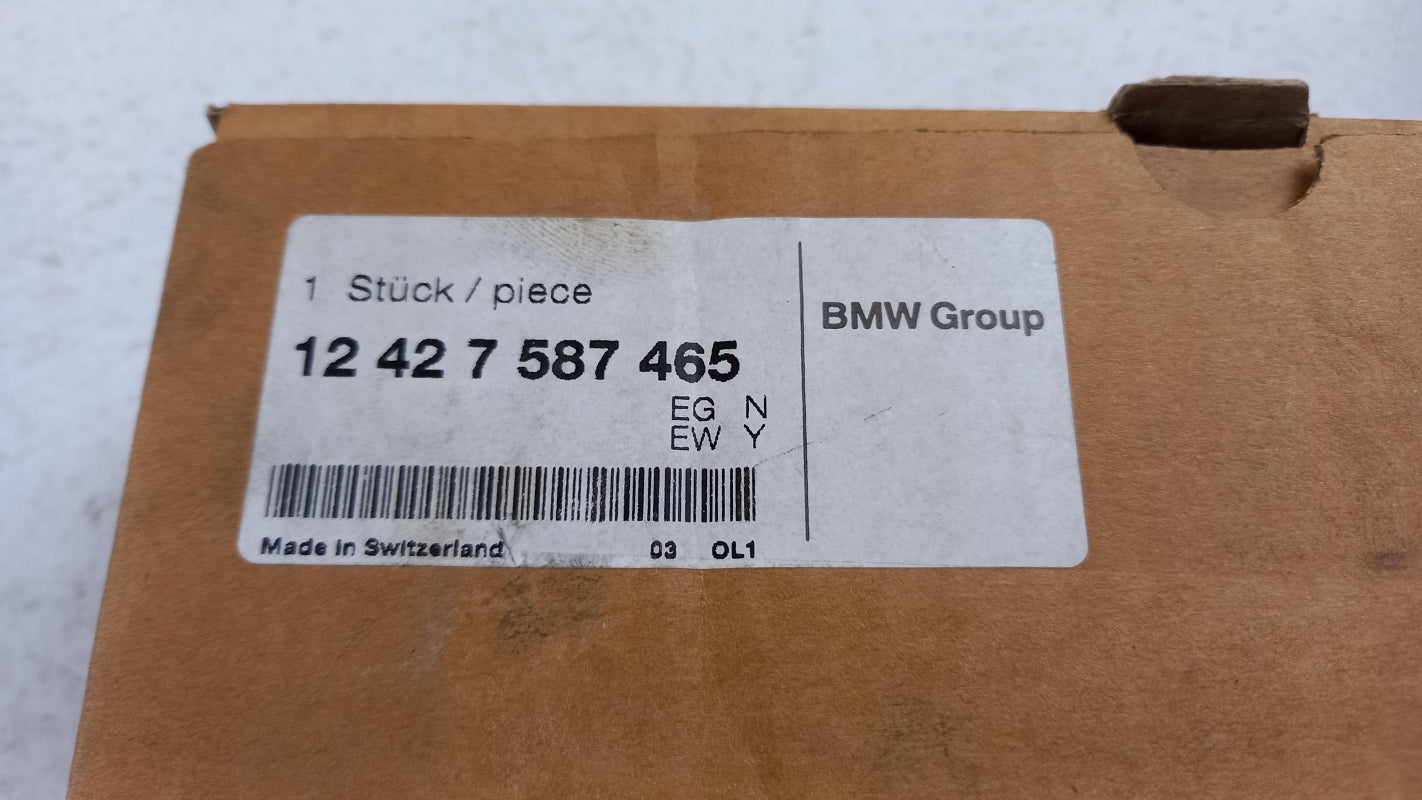 1 Stück / piece
12 42 7 587 465
EG N
EW Y
Made in Switzerland 03 OL1
BMW Group